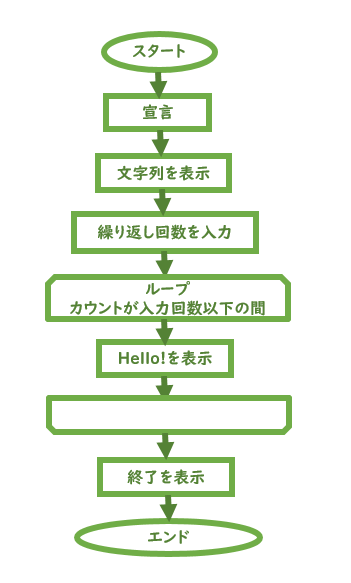 スタート
宣言
文字列を表示
繰り返し回数を入力
ループ
カウントが入力回数以下の間
Hello!を表示
終了を表示
エンド